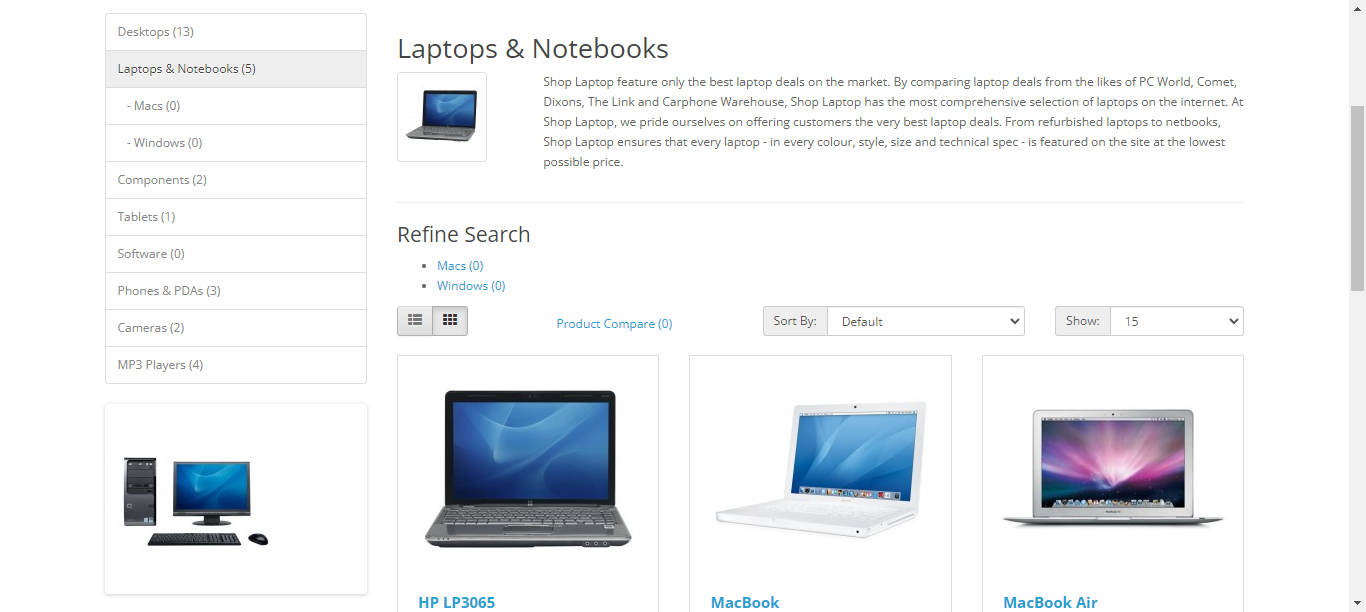 Desktops (13)
Laptops & Notebooks (5)
- Macs (0)
- Windows (0)
Components (2)
Tablets (1)
Software (0)
Phones & PDAs (3)
Cameras (2)
MP3 Players (4)
Laptops & Notebooks
Shop Laptop feature only the best laptop deals on the market. By comparing laptop deals from the likes of PC World, Comet,
Dixons, The Link and Carphone Warehouse, Shop Laptop has the most comprehensive selection of laptops on the internet. At
Shop Laptop, we pride ourselves on offering customers the very best laptop deals. From refurbished laptops to netbooks,
Shop Laptop ensures that every laptop - in every colour, style, size and technical spec - is featured on the site at the lowest
possible price.
Refine Search
Macs (0)
Windows (0)
Product Compare (0)
Sort By:
Default
Show:
15
HP LP3065
MacBook
MacBook Air